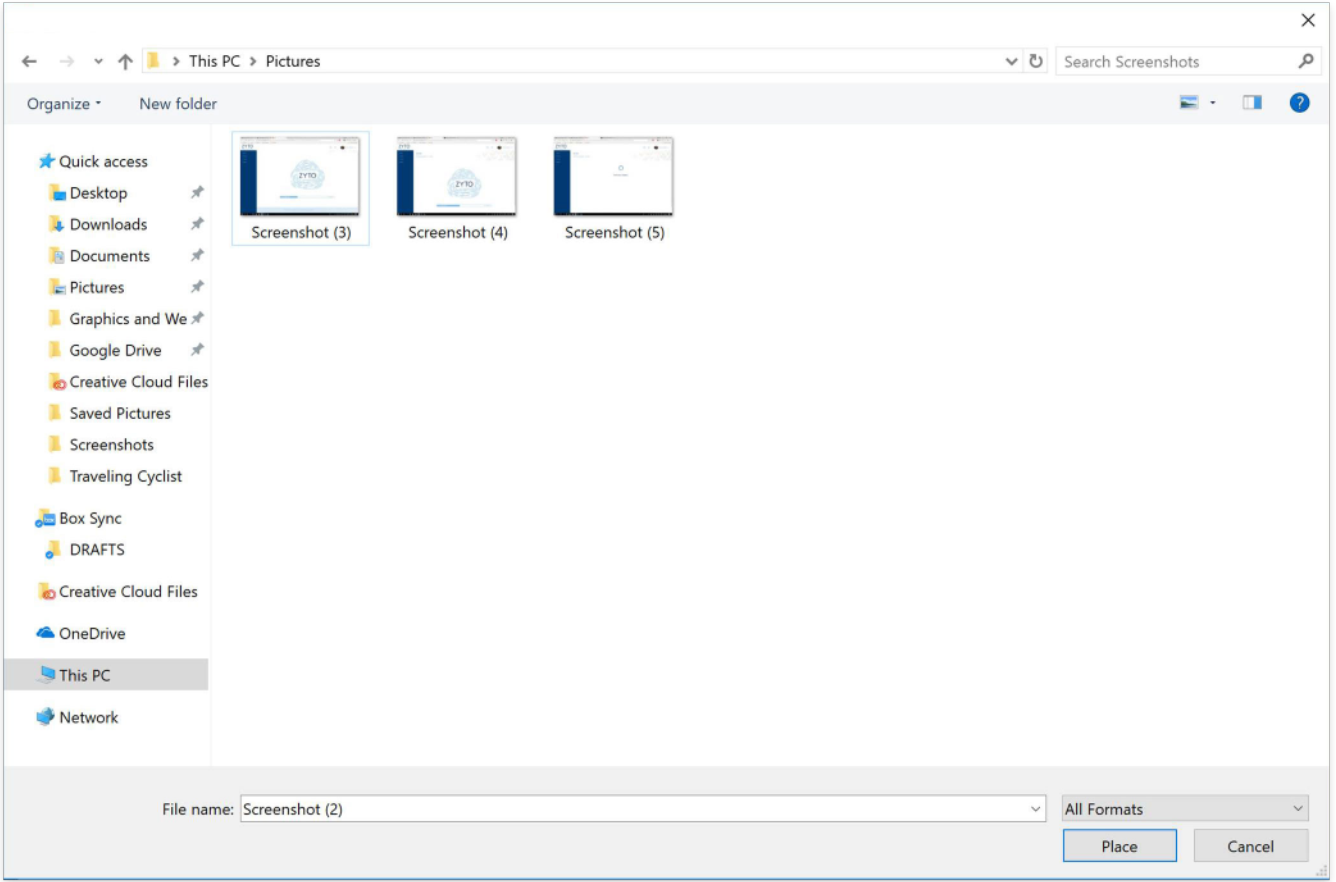 This PC > Pictures
Search Screenshots
Organize
New folder
?
Quick access
Desktop
Downloads
Documents
Pictures
Graphics and We
Google Drive
Creative Cloud Files
Saved Pictures
Screenshots
Traveling Cyclist
Box Sync
DRAFTS
Creative Cloud Files
OneDrive
This PC
Network
ZYTO
ZYTO
Screenshot (3)
Screenshot (4)
Screenshot (5)
File name:
Screenshot (2)
All Formats
Place
Cancel